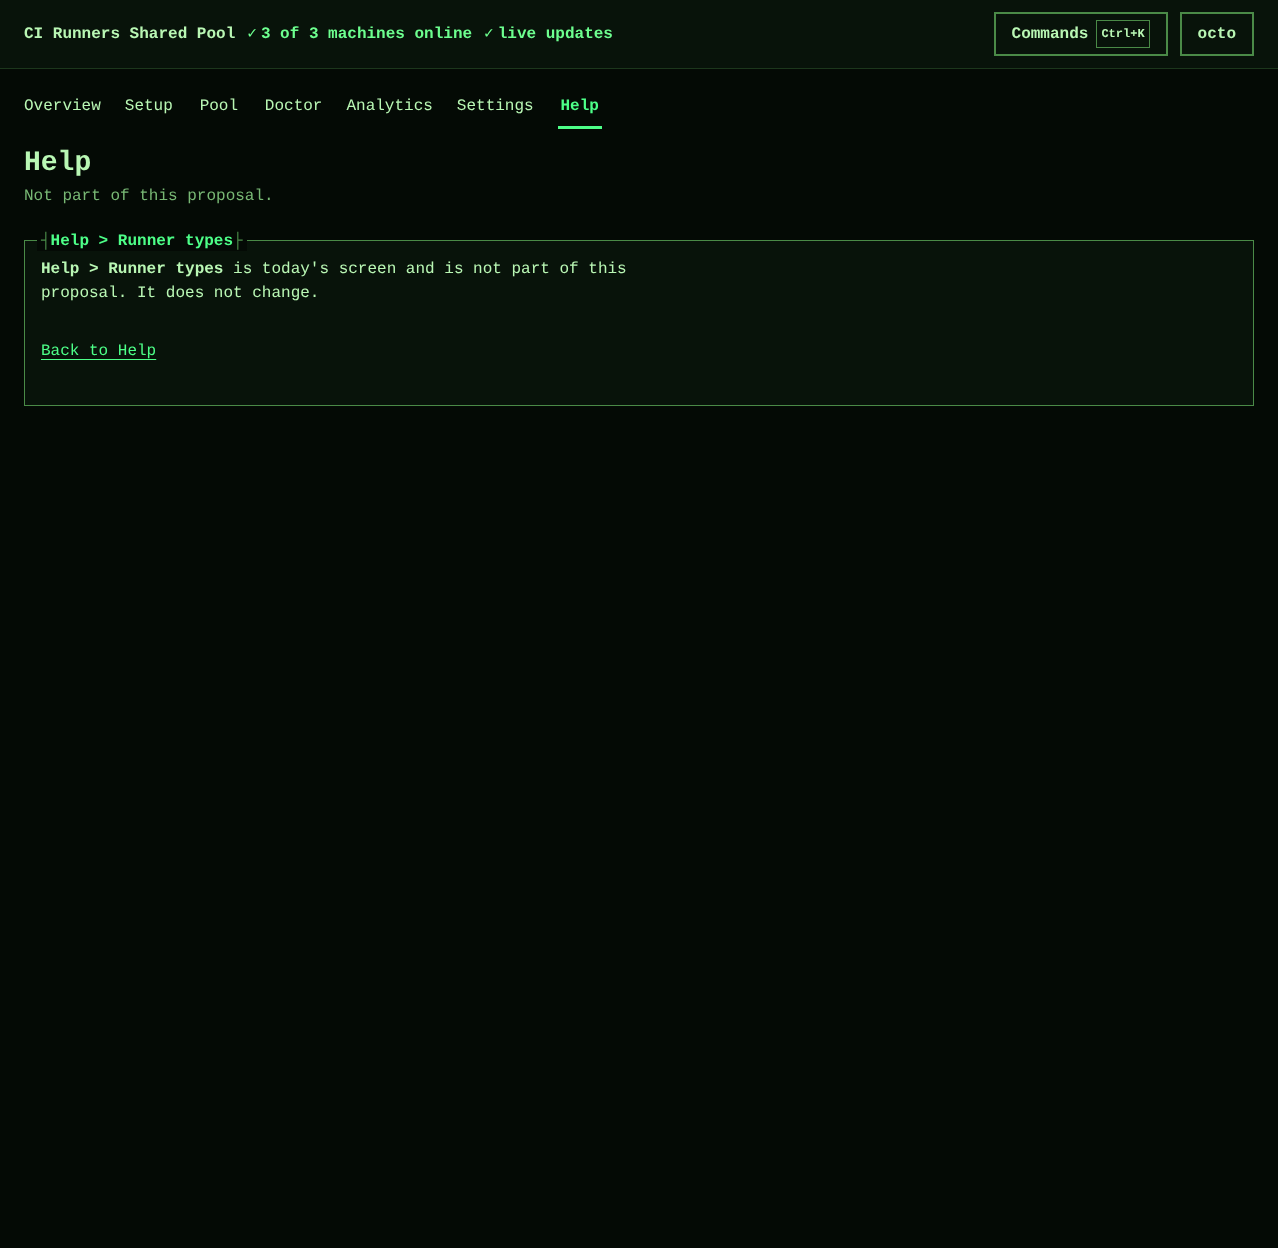 CI Runners Shared Pool ✓ 3 of 3 machines online ✓ live updates Commands Ctrl+K octo
Overview Setup Pool Doctor Analytics Settings Help
Help
Not part of this proposal.
┤Help > Runner types├
Help > Runner types is today's screen and is not part of this
proposal. It does not change.
Back to Help